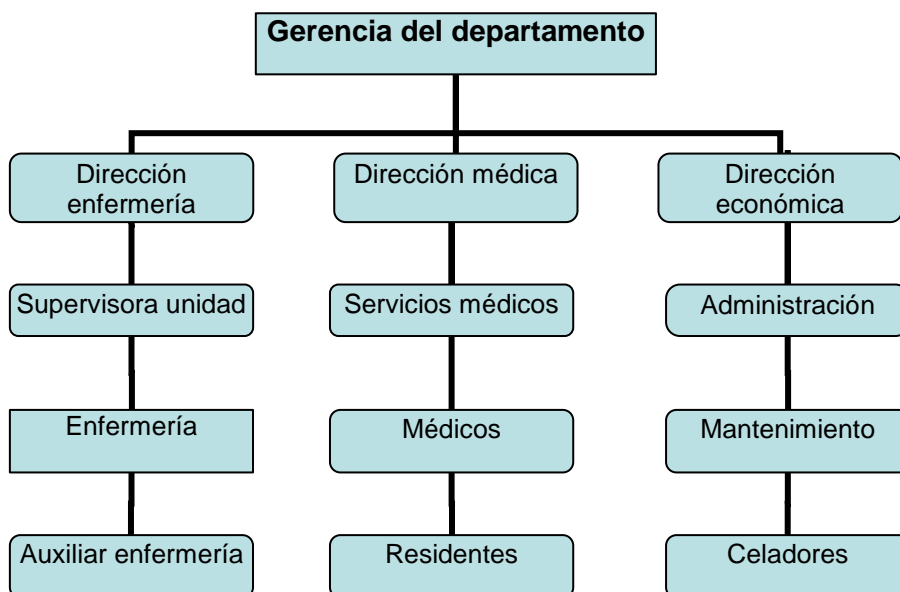 Gerencia del departamento
Dirección
enfermería
Dirección médica
Dirección
económica
Supervisora unidad
Servicios médicos
Administración
Enfermería
Médicos
Mantenimiento
Auxiliar enfermería
Residentes
Celadores